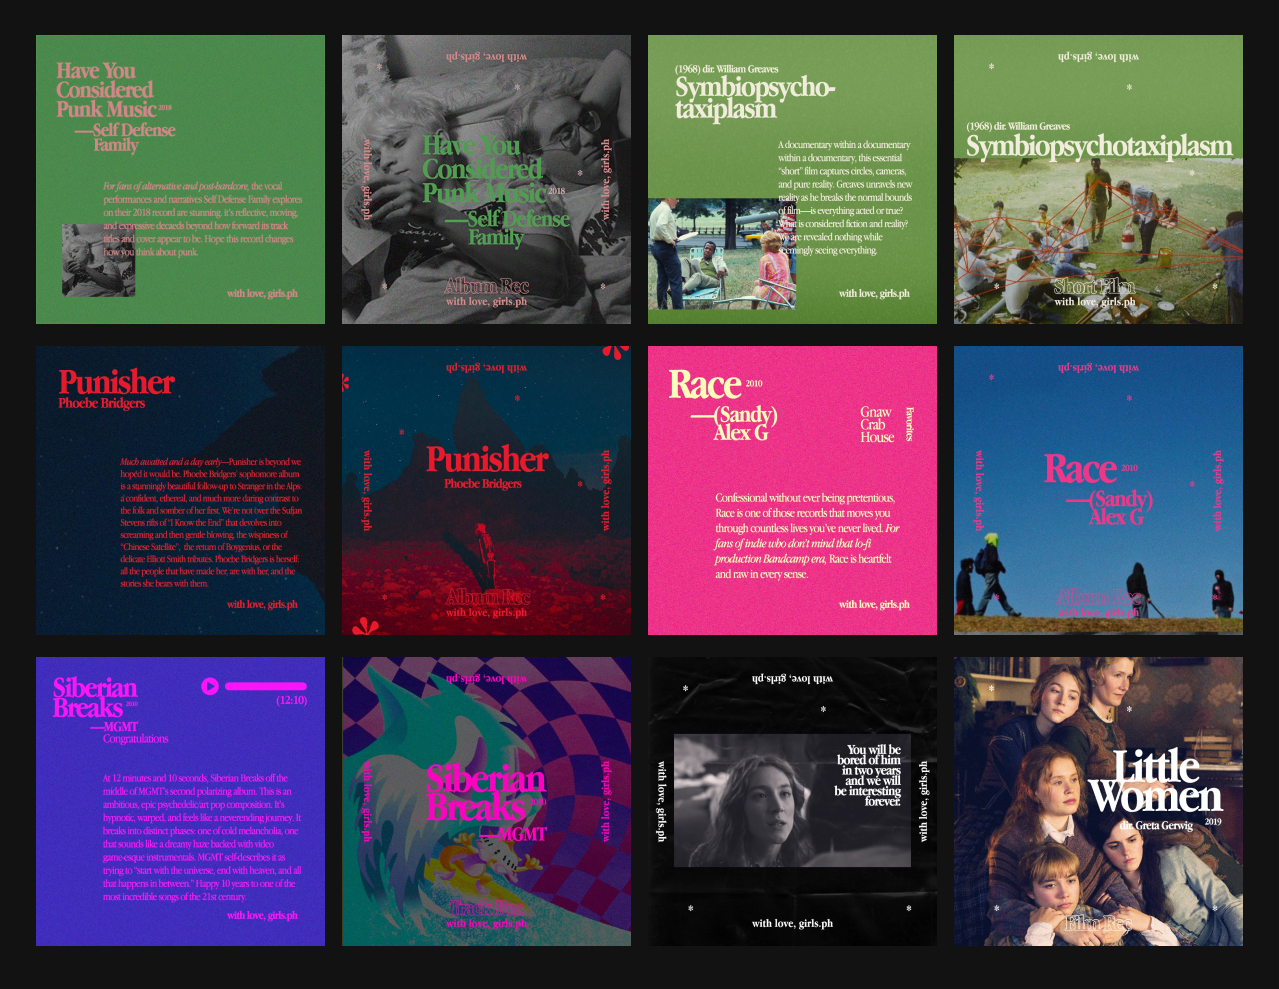 Have You
Considered
Punk Music 2018
—Self Defense
Family
For fans of alternative and post-hardcore, the vocal
performances and narratives Self Defense Family explores
on their 2018 record are stunning. it's reflective, moving,
and expressive decaeds beyond how forward its track
titles and cover appear to be. Hope this record changes
how you think about punk.
with love, girls.ph
with love, girls.ph
with love, girls.ph
Have You
Considered
Punk Music 2018
—Self Defense
Family
with love, girls.ph
Album Rec
with love, girls.ph
(1968) dir. William Greaves
Symbiopsycho-
taxiplasm
A documentary within a documentary
within a documentary, this essential
"short" film captures circles, cameras,
and pure reality. Greaves unravels new
reality as he breaks the normal bounds
of film—is everything acted or true?
What is considered fiction and reality?
We are revealed nothing while
seemingly seeing everything.
with love, girls.ph
with love, girls.ph
(1968) dir. William Greaves
Symbiopsychotaxiplasm
Short Film
with love, girls.ph
Punisher
Phoebe Bridgers
Much awaited and a day early—Punisher is beyond we
hoped it would be. Phoebe Bridgers' sophomore album
is a stunningly beautiful follow-up to Stranger in the Alps
a confident, ethereal, and much more daring contrast to
the folk and somber of her first. We're not over the Sufjan
Stevens rifts of "I Know the End" that devolves into
screaming and then gentle blowing, the wispiness of
"Chinese Satellite", the return of Boygenius, or the
delicate Elliott Smith tributes. Phoebe Bridgers is herself
all the people that have made her, are with her, and the
stories she bears with them.
with love, girls.ph
with love, girls.ph
with love, girls.ph
Punisher
Phoebe Bridgers
with love, girls.ph
Album Rec
with love, girls.ph
Race 2010
—(Sandy)
Alex G
Gnaw
Crab
House
Favorites
Confessional without ever being pretentious,
Race is one of those records that moves you
through countless lives you've never lived. For
fans of indie who don't mind that lo-fi
production Bandcamp era, Race is heartfelt
and raw in every sense.
with love, girls.ph
with love, girls.ph
with love, girls.ph
Race 2010
—(Sandy)
Alex G
with love, girls.ph
Album Rec
with love, girls.ph
Siberian
Breaks 2010
—MGMT
Congratulations
(12:10)
At 12 minutes and 10 seconds, Siberian Breaks off the
middle of MGMT's second polarizing album. This is an
ambitious, epic psychedelic/art pop composition. It's
hypnotic, warped, and feels like a neverending journey. It
breaks into distinct phases: one of cold melancholia, one
that sounds like a dreamy haze backed with video
game-esque instrumentals. MGMT self-describes it as
trying to "start with the universe, end with heaven, and all
that happens in between." Happy 10 years to one of the
most incredible songs of the 21st century.
with love, girls.ph
with love, girls.ph
with love, girls.ph
Siberian
Breaks 2010
—MGMT
with love, girls.ph
Track Rec
with love, girls.ph
with love, girls.ph
with love, girls.ph
You will be
bored of him
in two years
and we will
be interesting
forever.
with love, girls.ph
with love, girls.ph
Little
Women
dir. Greta Gerwig 2019
Film Rec